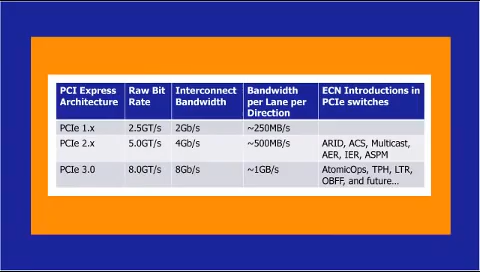 PCI Express Architecture | Raw Bit Rate | Interconnect Bandwidth | Bandwidth per Lane per Direction | ECN Introductions in PCIe switches
PCIe 1.x | 2.5GT/s | 2Gb/s | ~250MB/s
PCIe 2.x | 5.0GT/s | 4Gb/s | ~500MB/s | ARID, ACS, Multicast, AER, IER, ASPM
PCIe 3.0 | 8.0GT/s | 8Gb/s | ~1GB/s | AtomicOps, TPH, LTR, OBFF, and future...